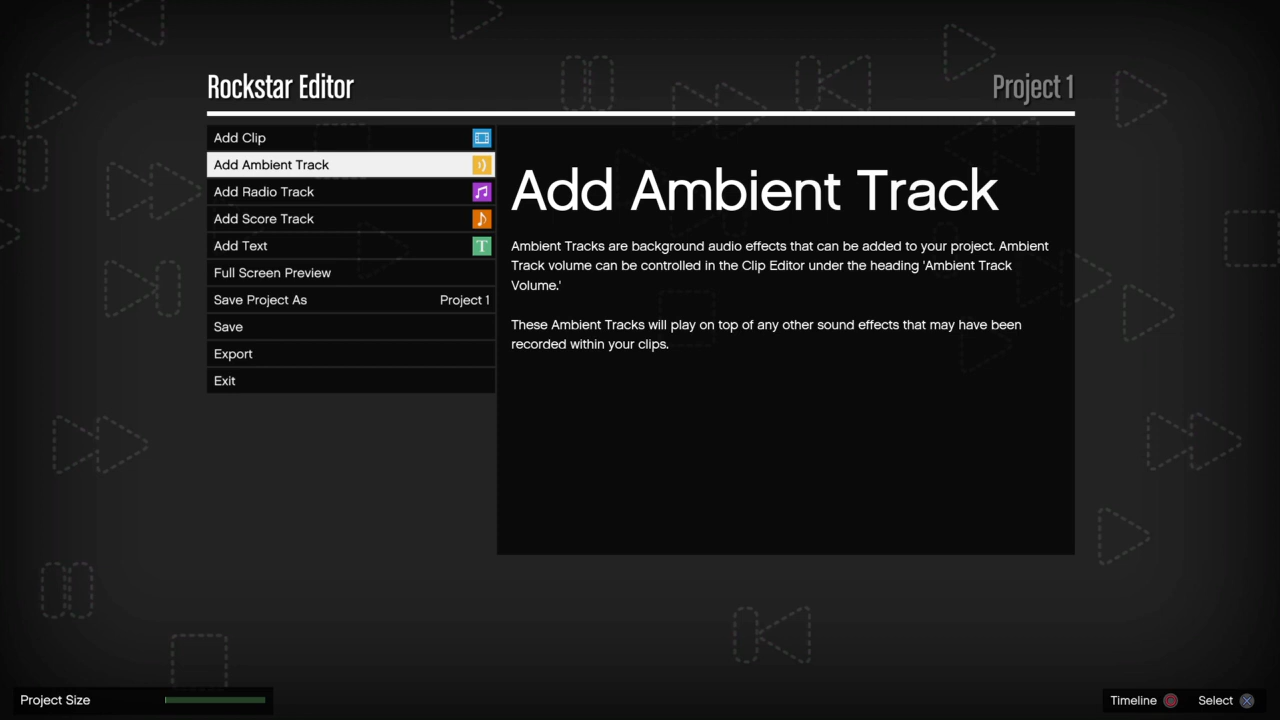 Rockstar Editor
Project 1
Add Clip
Add Ambient Track
Add Radio Track
Add Score Track
Add Text
T
Full Screen Preview
Save Project As Project 1
Save
Export
Exit
Add Ambient Track
Ambient Tracks are background audio effects that can be added to your project. Ambient
Track volume can be controlled in the Clip Editor under the heading 'Ambient Track
Volume.'
These Ambient Tracks will play on top of any other sound effects that may have been
recorded within your clips.
Project Size
Timeline
Select